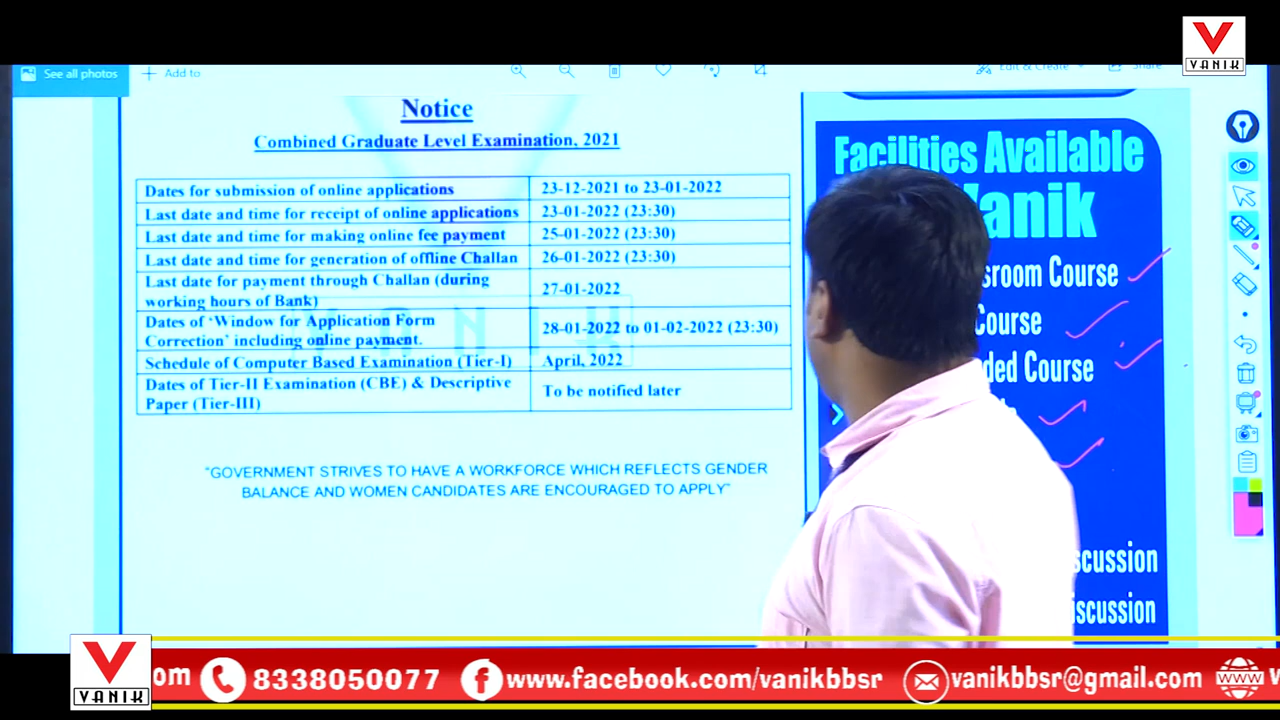 VANIK
See all photos
Add to
Edit & Create
Share
Notice
Combined Graduate Level Examination, 2021
Dates for submission of online applications 23-12-2021 to 23-01-2022
Last date and time for receipt of online applications 23-01-2022 (23:30)
Last date and time for making online fee payment 25-01-2022 (23:30)
Last date and time for generation of offline Challan 26-01-2022 (23:30)
Last date for payment through Challan (during
working hours of Bank) 27-01-2022
Dates of ‘Window for Application Form
Correction’ including online payment. 28-01-2022 to 01-02-2022 (23:30)
Schedule of Computer Based Examination (Tier-I) April, 2022
Dates of Tier-II Examination (CBE) & Descriptive
Paper (Tier-III) To be notified later
"GOVERNMENT STRIVES TO HAVE A WORKFORCE WHICH REFLECTS GENDER
BALANCE AND WOMEN CANDIDATES ARE ENCOURAGED TO APPLY"
Facilities Available
Vanik
sroom Course
Course
ded Course
scussion
iscussion
VANIK
om 8338050077 www.facebook.com/vanikbbsr vanikbbsr@gmail.com WWW